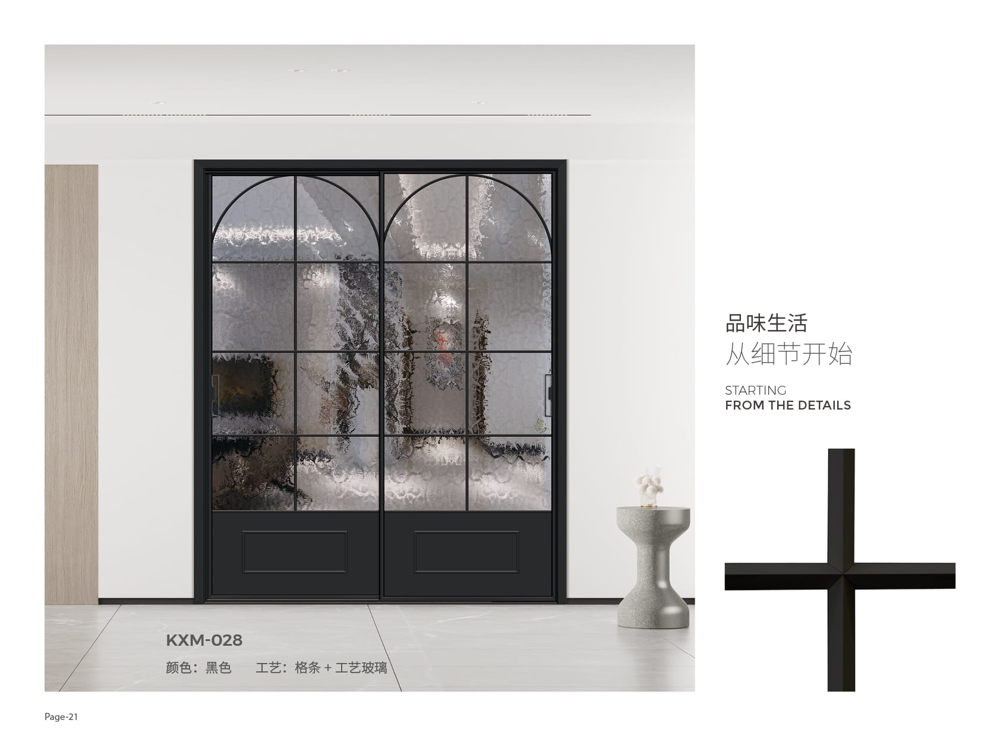 品味生活
从细节开始
STARTING
FROM THE DETAILS
KXM-028
颜色：黑色 工艺：格条 + 工艺玻璃
Page-21